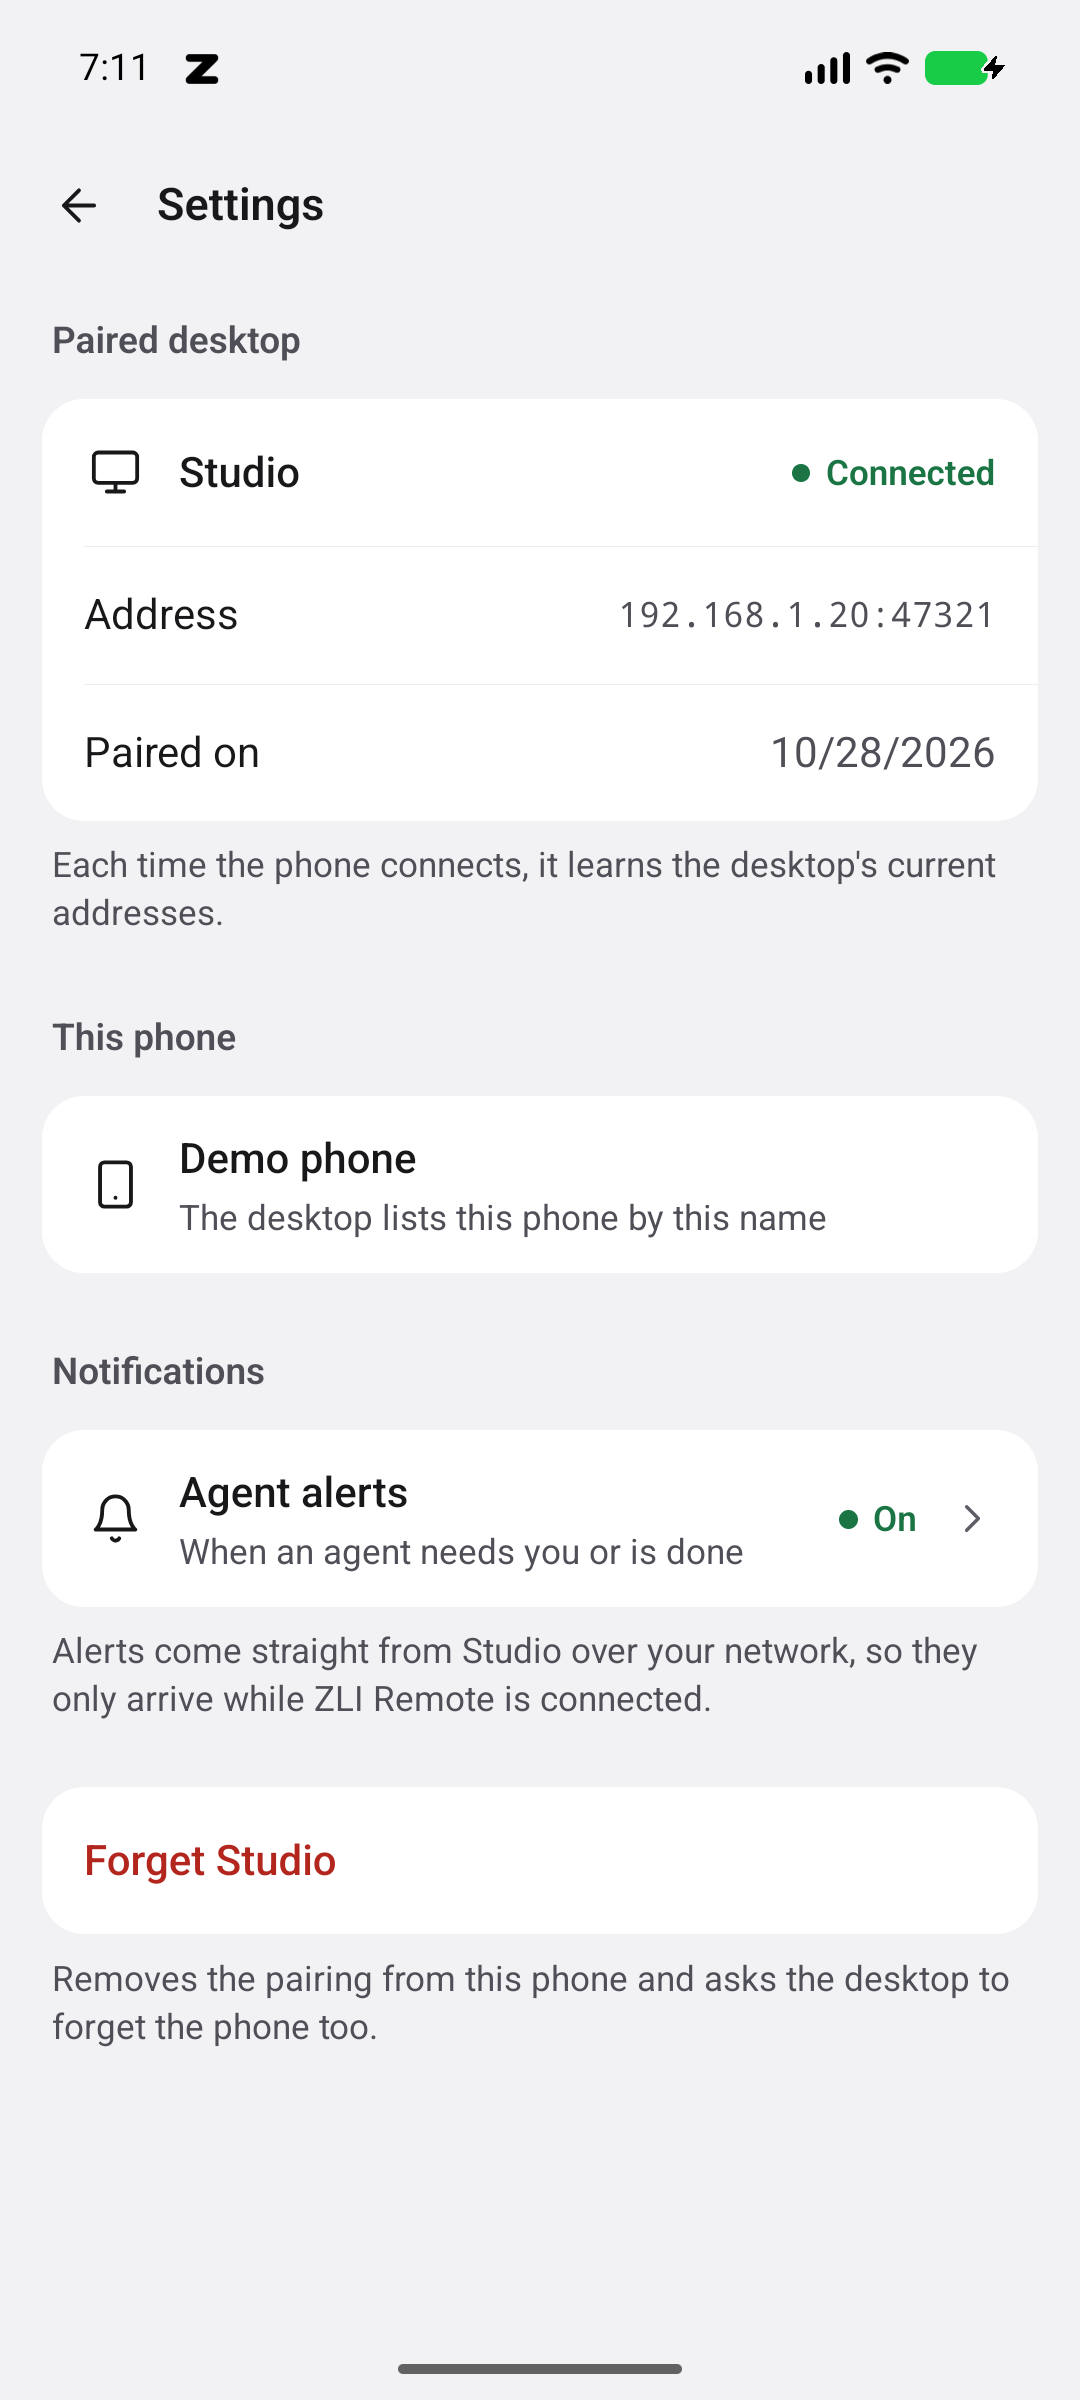 7:11
Settings
Paired desktop
Studio
Connected
Address
192.168.1.20:47321
Paired on
10/28/2026
Each time the phone connects, it learns the desktop's current
addresses.
This phone
Demo phone
The desktop lists this phone by this name
Notifications
Agent alerts
On
When an agent needs you or is done
Alerts come straight from Studio over your network, so they
only arrive while ZLI Remote is connected.
Forget Studio
Removes the pairing from this phone and asks the desktop to
forget the phone too.